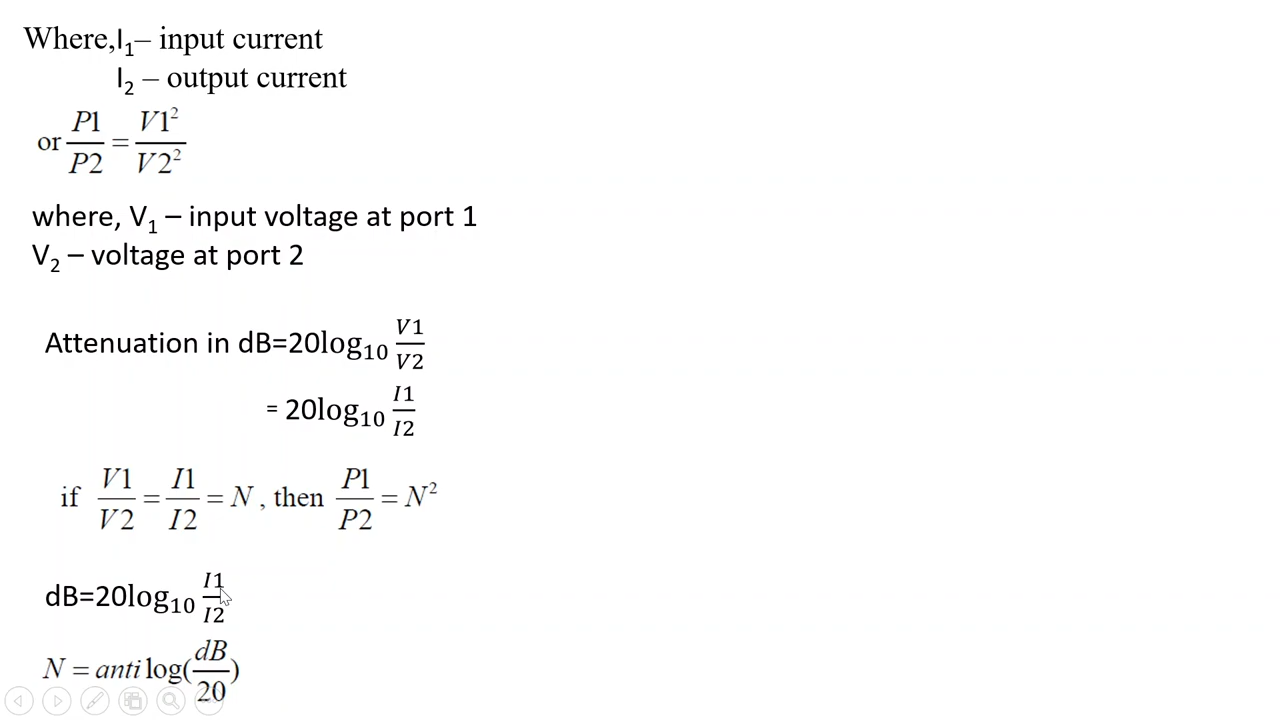 Where,I₁– input current
I₂ – output current
or P1/P2 = V1²/V2²
where, V₁ – input voltage at port 1
V₂ – voltage at port 2
Attenuation in dB=20log₁₀ V1/V2
= 20log₁₀ I1/I2
if V1/V2 = I1/I2 = N , then P1/P2 = N²
dB=20log₁₀ I1/I2
N = anti log(dB/20)